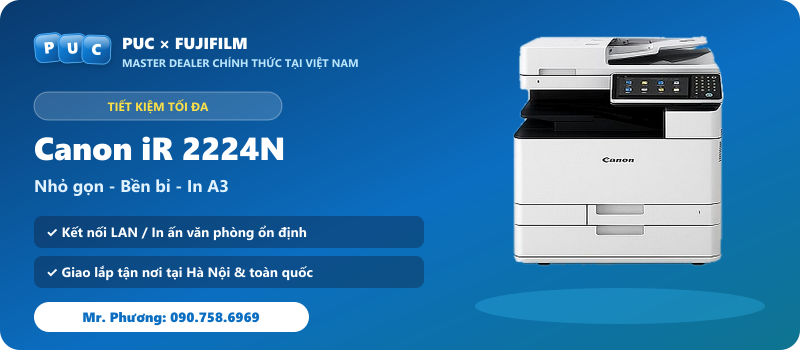 PUC
PUC × FUJIFILM
MASTER DEALER CHÍNH THỨC TẠI VIỆT NAM
TIẾT KIỆM TỐI ĐA
Canon iR 2224N
Nhỏ gọn - Bền bỉ - In A3
✓ Kết nối LAN / In ấn văn phòng ổn định
✓ Giao lắp tận nơi tại Hà Nội & toàn quốc
Mr. Phương: 090.758.6969
Canon